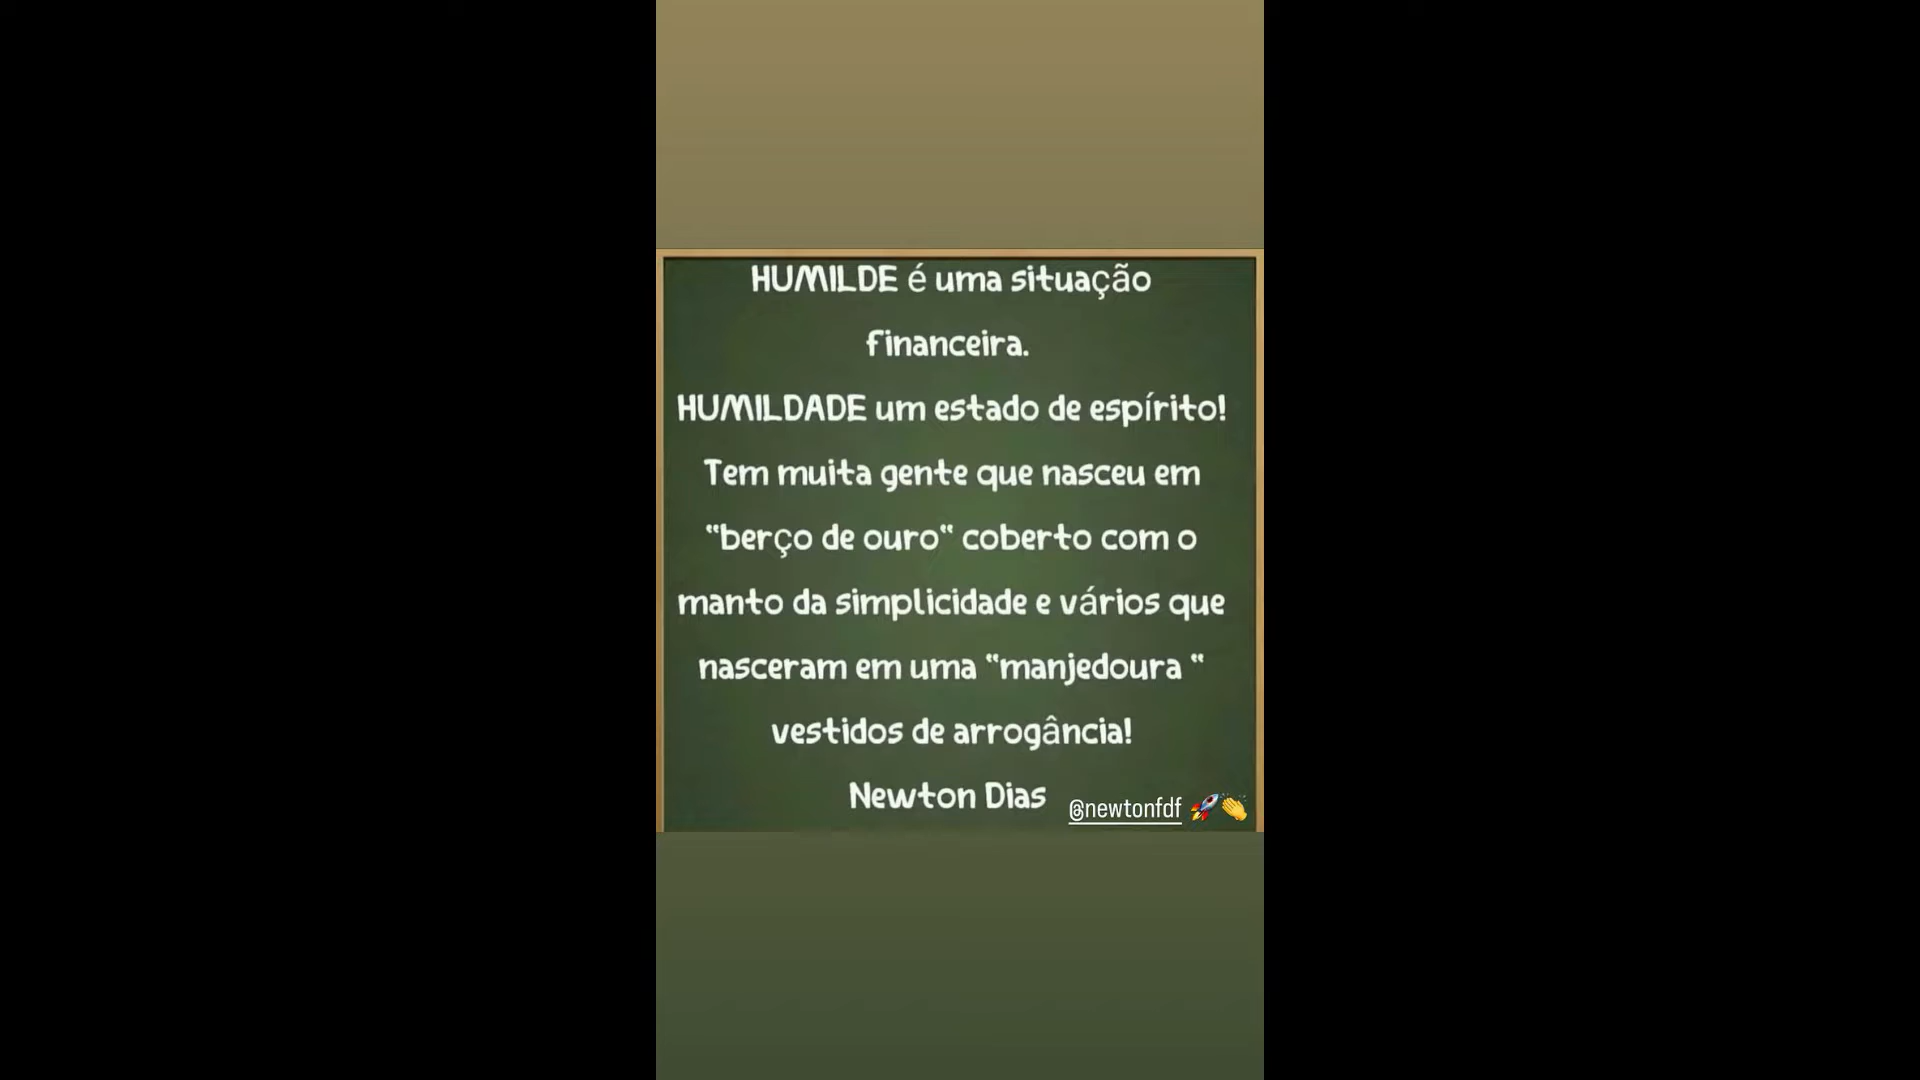 HUMILDE é uma situação
financeira.
HUMILDADE um estado de espírito!
Tem muita gente que nasceu em
“berço de ouro“ coberto com o
manto da simplicidade e vários que
nasceram em uma “manjedoura “
vestidos de arrogância!
Newton Dias
@newtonfdf 🚀👏